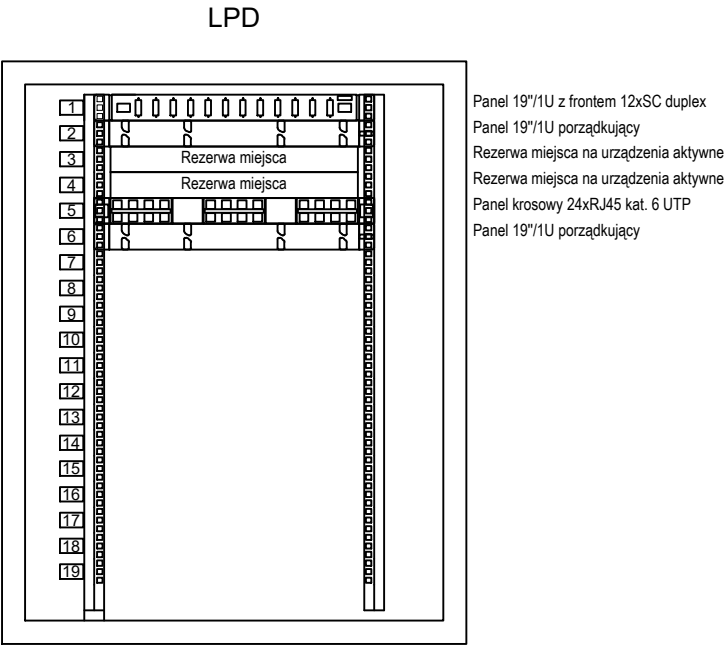 LPD
1 Panel 19"/1U z frontem 12xSC duplex
2 Panel 19"/1U porządkujący
3 Rezerwa miejsca Rezerwa miejsca na urządzenia aktywne
4 Rezerwa miejsca Rezerwa miejsca na urządzenia aktywne
5 Panel krosowy 24xRJ45 kat. 6 UTP
6 Panel 19"/1U porządkujący
7
8
9
10
11
12
13
14
15
16
17
18
19